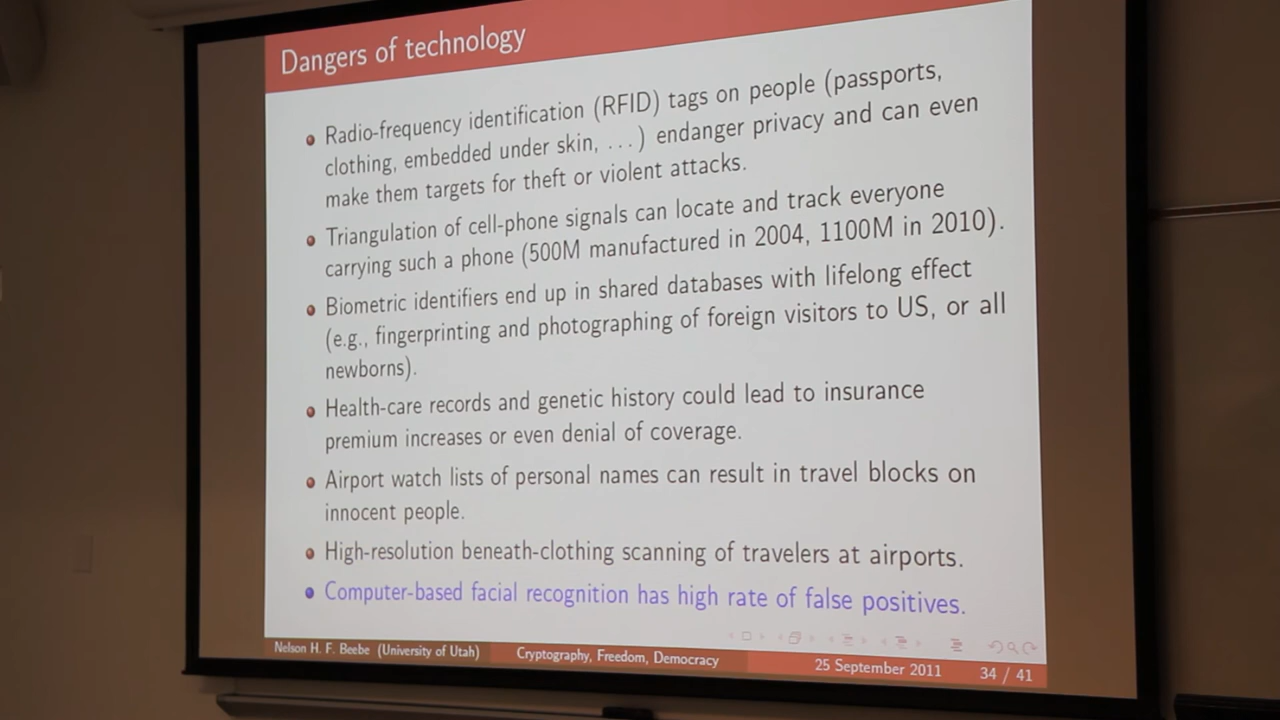 Dangers of technology
Radio-frequency identification (RFID) tags on people (passports,
clothing, embedded under skin, ...) endanger privacy and can even
make them targets for theft or violent attacks.
Triangulation of cell-phone signals can locate and track everyone
carrying such a phone (500M manufactured in 2004, 1100M in 2010).
Biometric identifiers end up in shared databases with lifelong effect
(e.g., fingerprinting and photographing of foreign visitors to US, or all
newborns).
Health-care records and genetic history could lead to insurance
premium increases or even denial of coverage.
Airport watch lists of personal names can result in travel blocks on
innocent people.
High-resolution beneath-clothing scanning of travelers at airports.
Computer-based facial recognition has high rate of false positives.
Nelson H. F. Beebe (University of Utah) Cryptography, Freedom, Democracy 25 September 2011 34 / 41